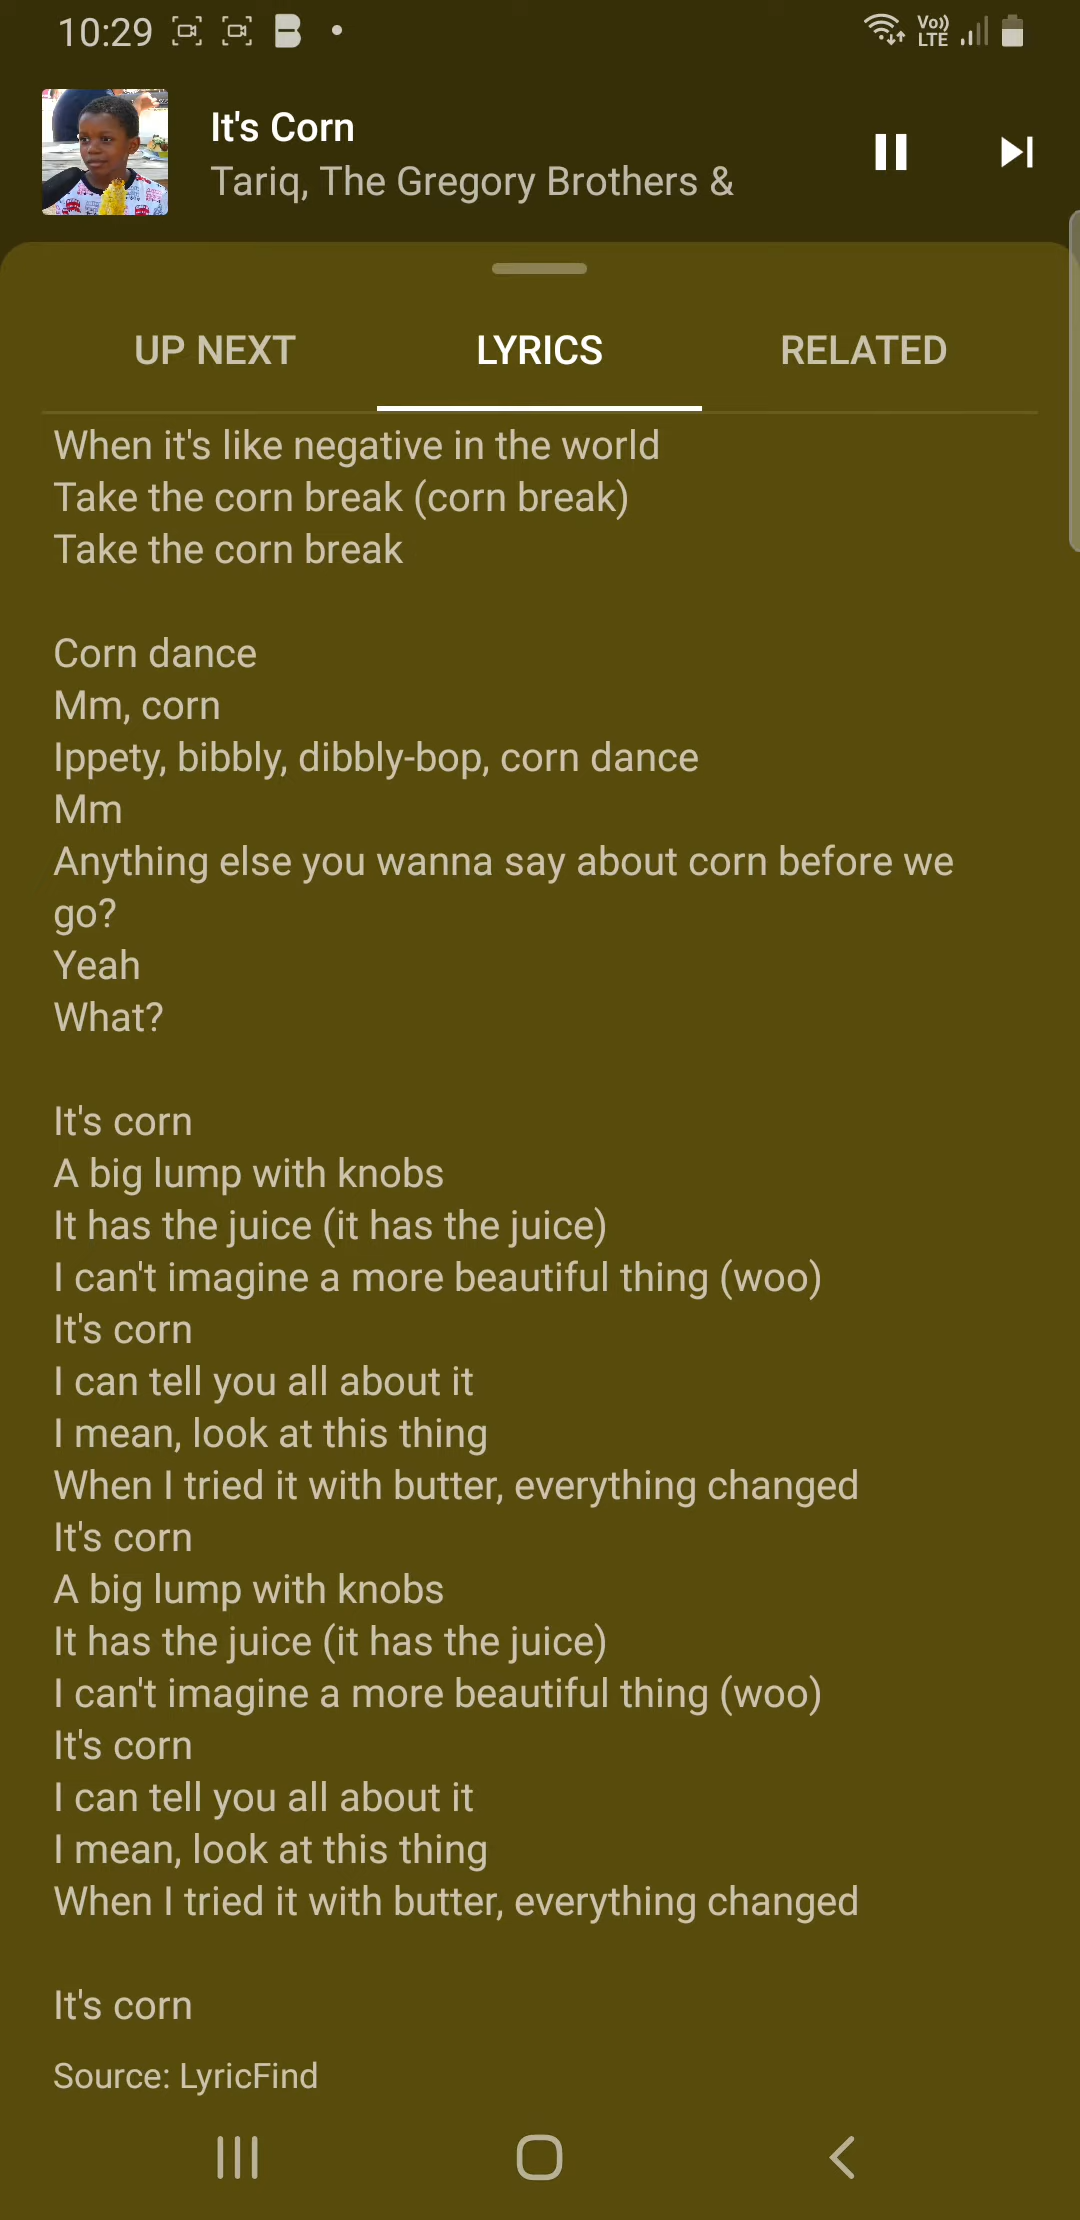 10:29
Vo))
LTE
It's Corn
Tariq, The Gregory Brothers &
UP NEXT
LYRICS
RELATED
When it's like negative in the world
Take the corn break (corn break)
Take the corn break
Corn dance
Mm, corn
Ippety, bibbly, dibbly-bop, corn dance
Mm
Anything else you wanna say about corn before we
go?
Yeah
What?
It's corn
A big lump with knobs
It has the juice (it has the juice)
I can't imagine a more beautiful thing (woo)
It's corn
I can tell you all about it
I mean, look at this thing
When I tried it with butter, everything changed
It's corn
A big lump with knobs
It has the juice (it has the juice)
I can't imagine a more beautiful thing (woo)
It's corn
I can tell you all about it
I mean, look at this thing
When I tried it with butter, everything changed
It's corn
Source: LyricFind